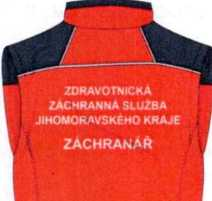 ZDRAVOTNICKÁ
ZÁCHRANNÁ SLUŽBA
JIHOMORAVSKÉHO KRAJE
ZÁCHRANÁŘ